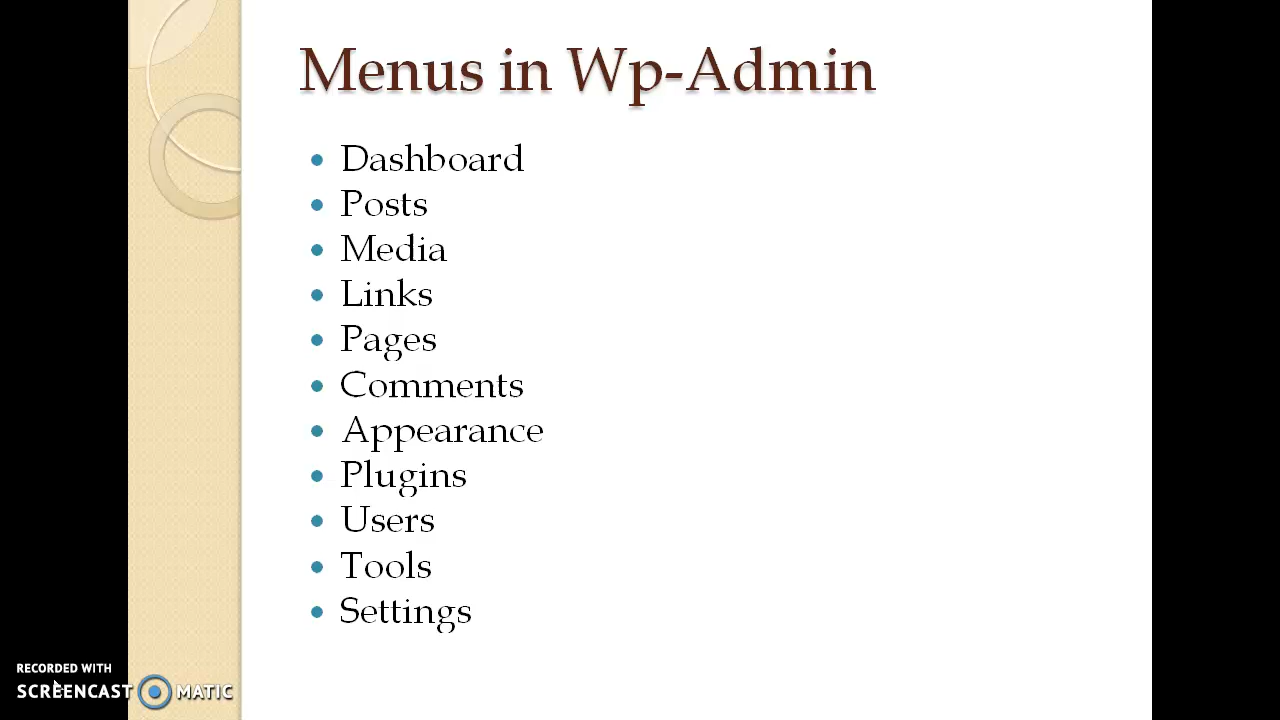 Menus in Wp-Admin
Dashboard
Posts
Media
Links
Pages
Comments
Appearance
Plugins
Users
Tools
Settings
RECORDED WITH
SCREENCAST MATIC